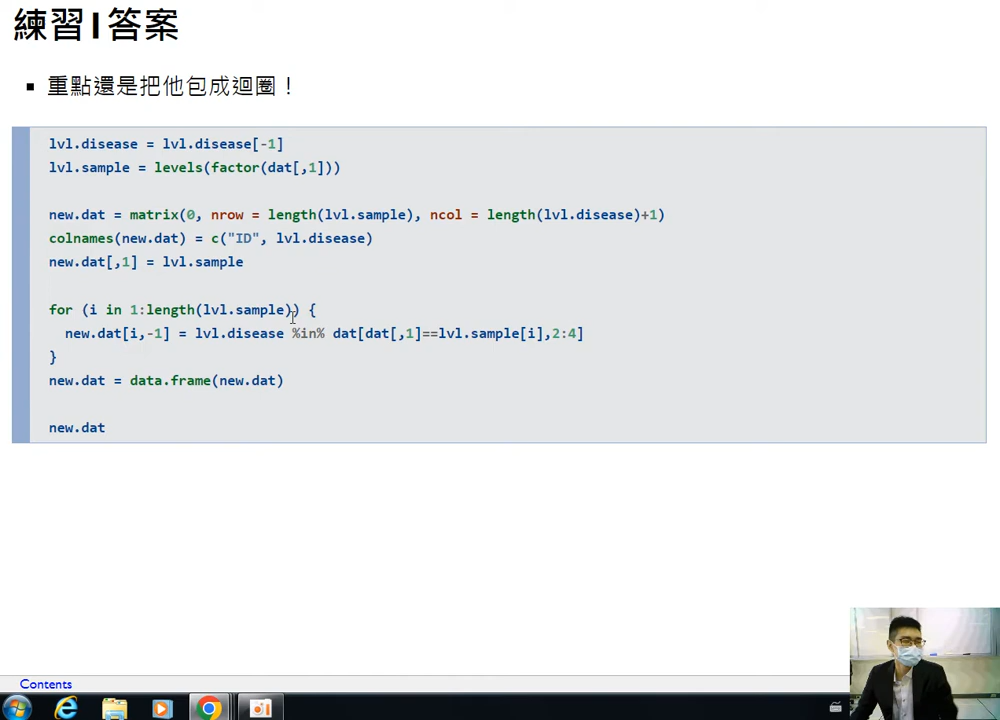 練習1答案
▪ 重點還是把他包成迴圈！
lvl.disease = lvl.disease[-1]
lvl.sample = levels(factor(dat[,1]))
new.dat = matrix(0, nrow = length(lvl.sample), ncol = length(lvl.disease)+1)
colnames(new.dat) = c("ID", lvl.disease)
new.dat[,1] = lvl.sample
for (i in 1:length(lvl.sample)) {
  new.dat[i,-1] = lvl.disease %in% dat[dat[,1]==lvl.sample[i],2:4]
}
new.dat = data.frame(new.dat)
new.dat
Contents